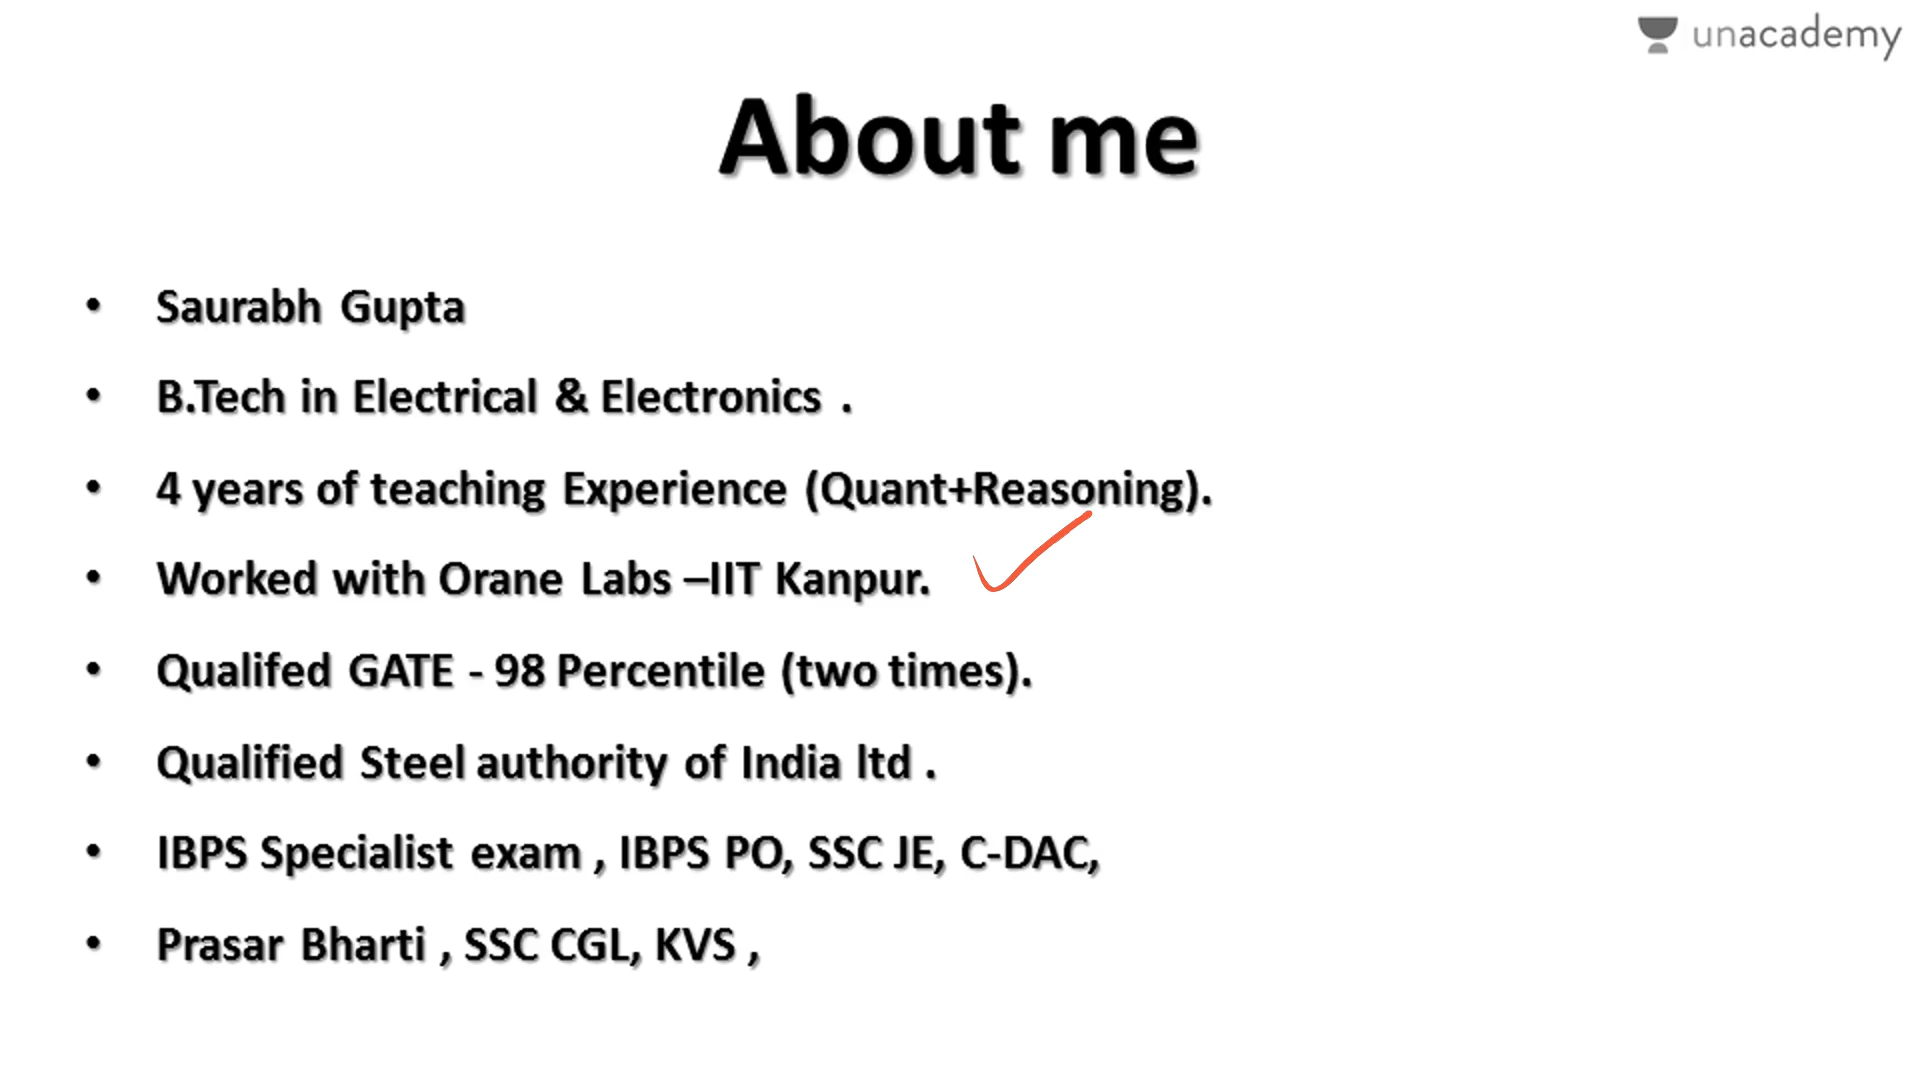 unacademy
About me
• Saurabh Gupta
• B.Tech in Electrical & Electronics .
• 4 years of teaching Experience (Quant+Reasoning).
• Worked with Orane Labs –IIT Kanpur.
• Qualifed GATE - 98 Percentile (two times).
• Qualified Steel authority of India ltd .
• IBPS Specialist exam , IBPS PO, SSC JE, C-DAC,
• Prasar Bharti , SSC CGL, KVS ,